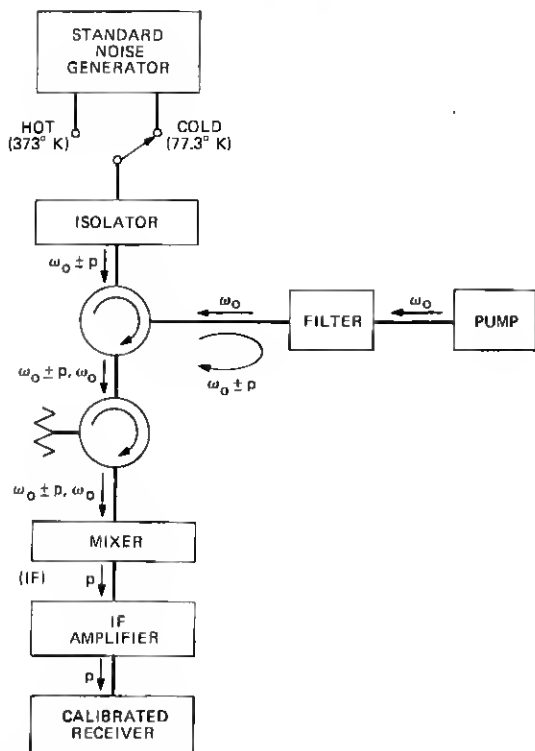 STANDARD
NOISE
GENERATOR
HOT
(373° K)
COLD
(77.3° K)
ISOLATOR
ω₀ ± p
ω₀
FILTER
ω₀
PUMP
ω₀ ± p
ω₀ ± p, ω₀
ω₀ ± p, ω₀
MIXER
(IF)
p
IF
AMPLIFIER
p
CALIBRATED
RECEIVER